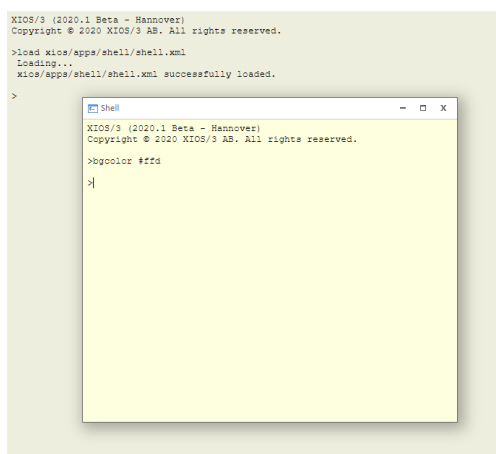 XIOS/3 (2020.1 Beta - Hannover)
Copyright © 2020 XIOS/3 AB. All rights reserved.
>load xios/apps/shell/shell.xml
Loading...
xios/apps/shell/shell.xml successfully loaded.
>
Shell
XIOS/3 (2020.1 Beta - Hannover)
Copyright © 2020 XIOS/3 AB. All rights reserved.
>bgcolor #ffd
>